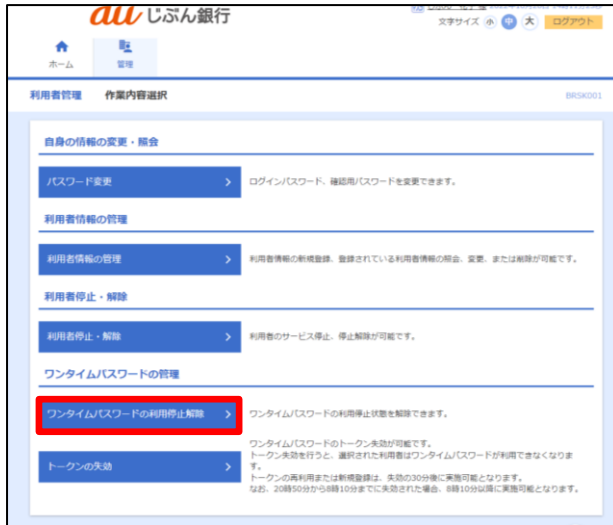 au じぶん銀行
文字サイズ 小 中 大 ログアウト
ホーム 管理
利用者管理 作業内容選択 BRSK001
自身の情報の変更・照会
パスワード変更 ログインパスワード、確認用パスワードを変更できます。
利用者情報の管理
利用者情報の管理 利用者情報の新規登録、登録されている利用者情報の照会、変更、または削除が可能です。
利用者停止・解除
利用者停止・解除 利用者のサービス停止、停止解除が可能です。
ワンタイムパスワードの管理
ワンタイムパスワードの利用停止解除 ワンタイムパスワードの利用停止状態を解除できます。
トークンの失効
ワンタイムパスワードのトークン失効が可能です。
トークン失効を行うと、選択された利用者はワンタイムパスワードが利用できなくなりま
す。
トークンの再利用または新規登録は、失効の30分後に実施可能となります。
なお、20時50分から8時10分までに失効された場合、8時10分以降に実施可能となります。